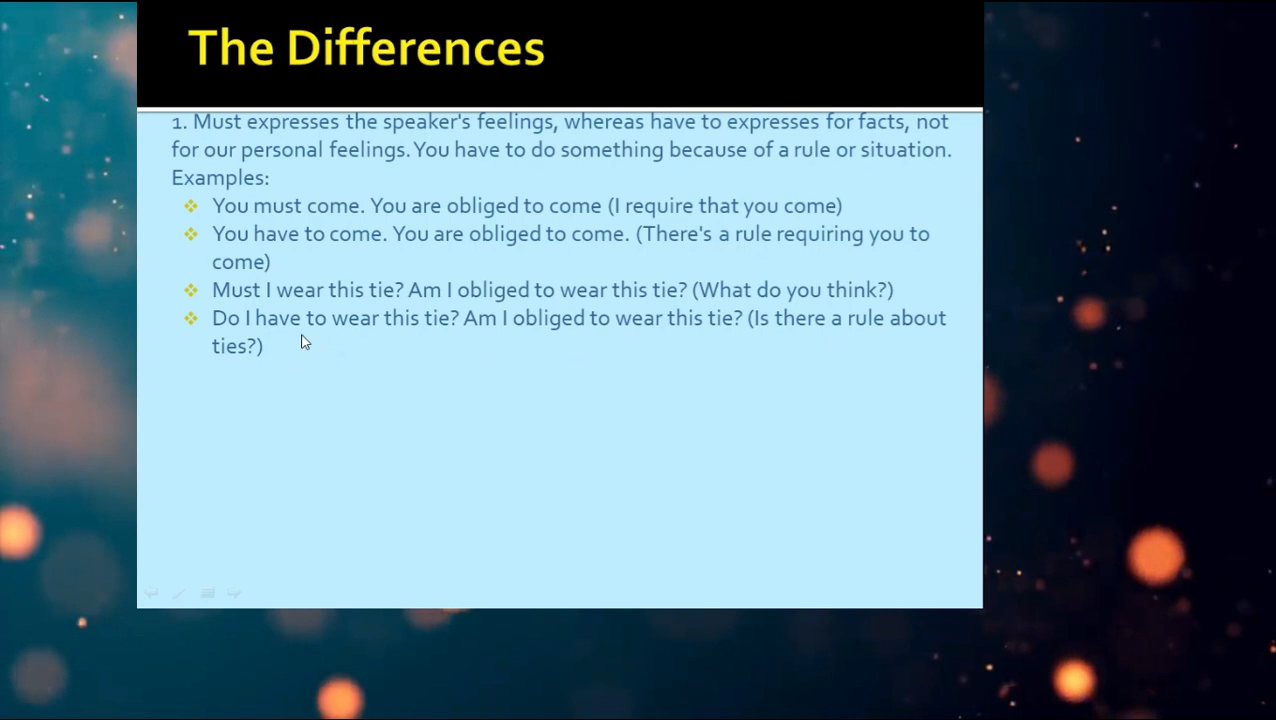 The Differences
1. Must expresses the speaker's feelings, whereas have to expresses for facts, not
for our personal feelings. You have to do something because of a rule or situation.
Examples:
You must come. You are obliged to come (I require that you come)
You have to come. You are obliged to come. (There's a rule requiring you to
come)
Must I wear this tie? Am I obliged to wear this tie? (What do you think?)
Do I have to wear this tie? Am I obliged to wear this tie? (Is there a rule about
ties?)